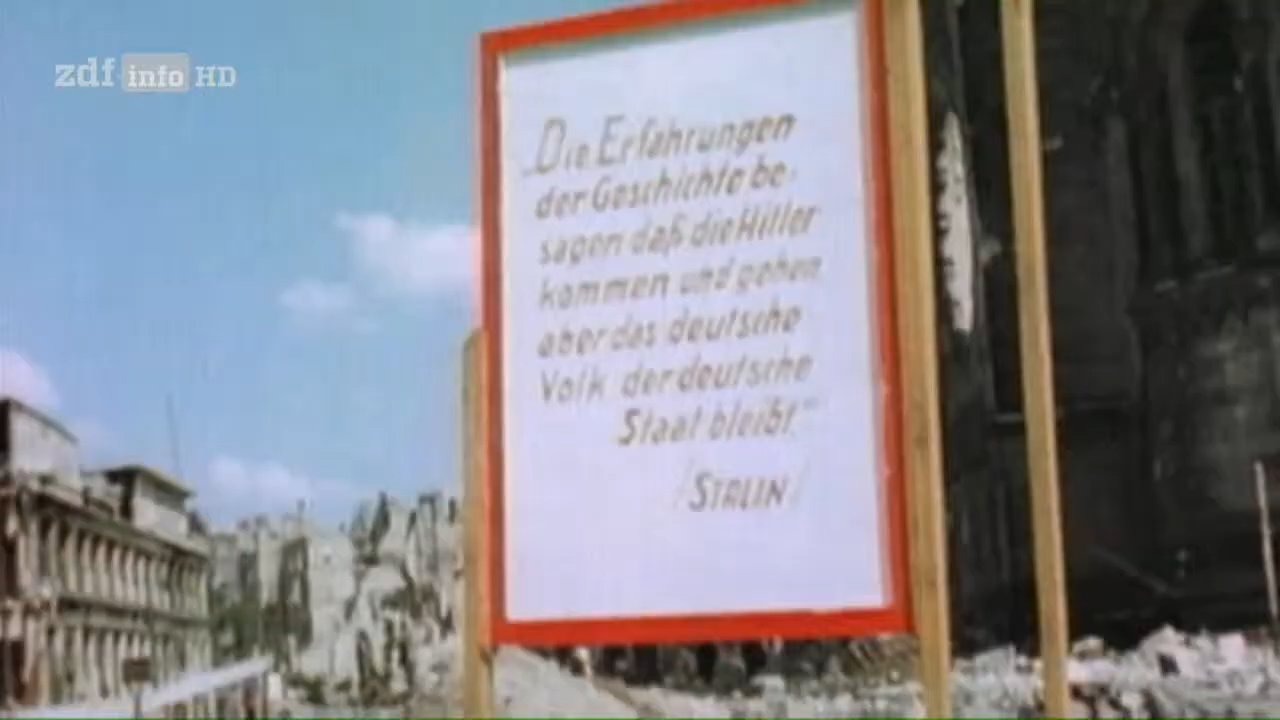 zdf info HD
„Die Erfahrungen
der Geschichte be-
sagen daß die Hitler
kommen und gehen
aber das deutsche
Volk der deutsche
Staat bleibt"
/STALIN/